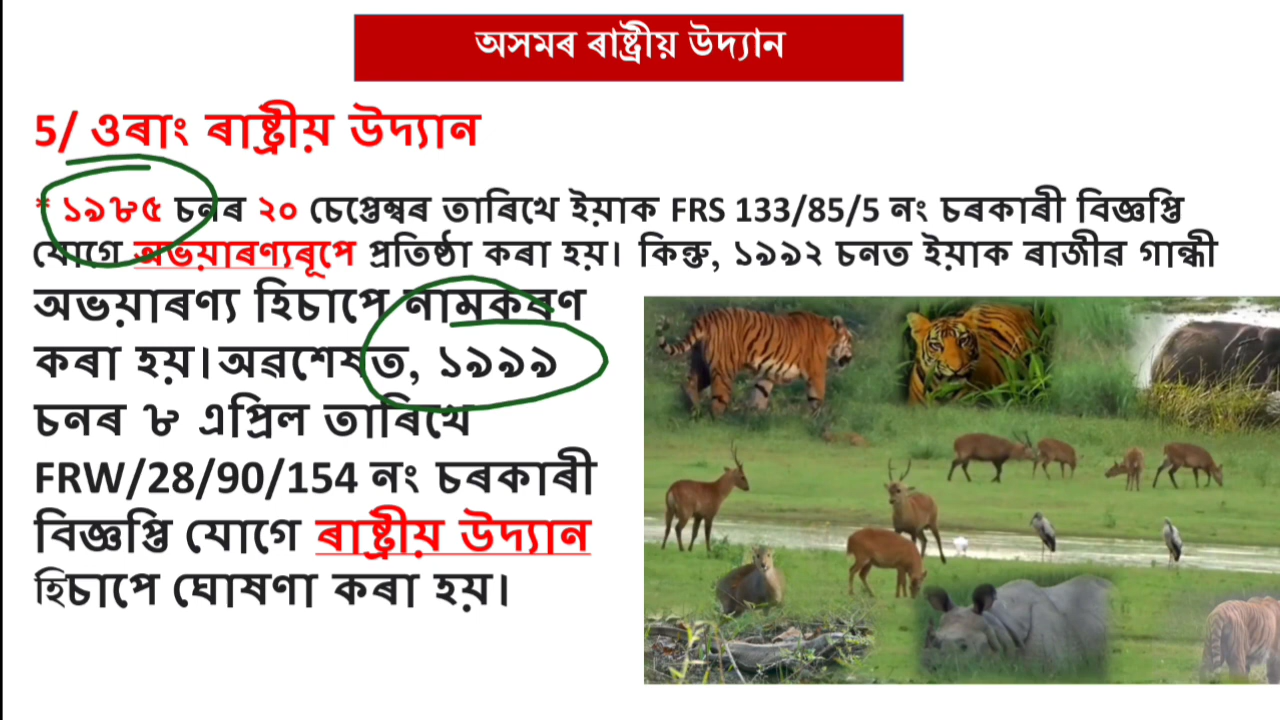 অসমৰ ৰাষ্ট্ৰীয় উদ্যান
5/ ওৰাং ৰাষ্ট্ৰীয় উদ্যান
* ১৯৮৫ চনৰ ২০ চেপ্তেম্বৰ তাৰিখে ইয়াক FRS 133/85/5 নং চৰকাৰী বিজ্ঞপ্তি
যোগে অভয়াৰণ্যৰূপে প্ৰতিষ্ঠা কৰা হয়। কিন্তু, ১৯৯২ চনত ইয়াক ৰাজীৱ গান্ধী
অভয়াৰণ্য হিচাপে নামকৰণ
কৰা হয়।অৱশেষত, ১৯৯৯
চনৰ ৮ এপ্ৰিল তাৰিখে
FRW/28/90/154 নং চৰকাৰী
বিজ্ঞপ্তি যোগে ৰাষ্ট্ৰীয় উদ্যান
হিচাপে ঘোষণা কৰা হয়।